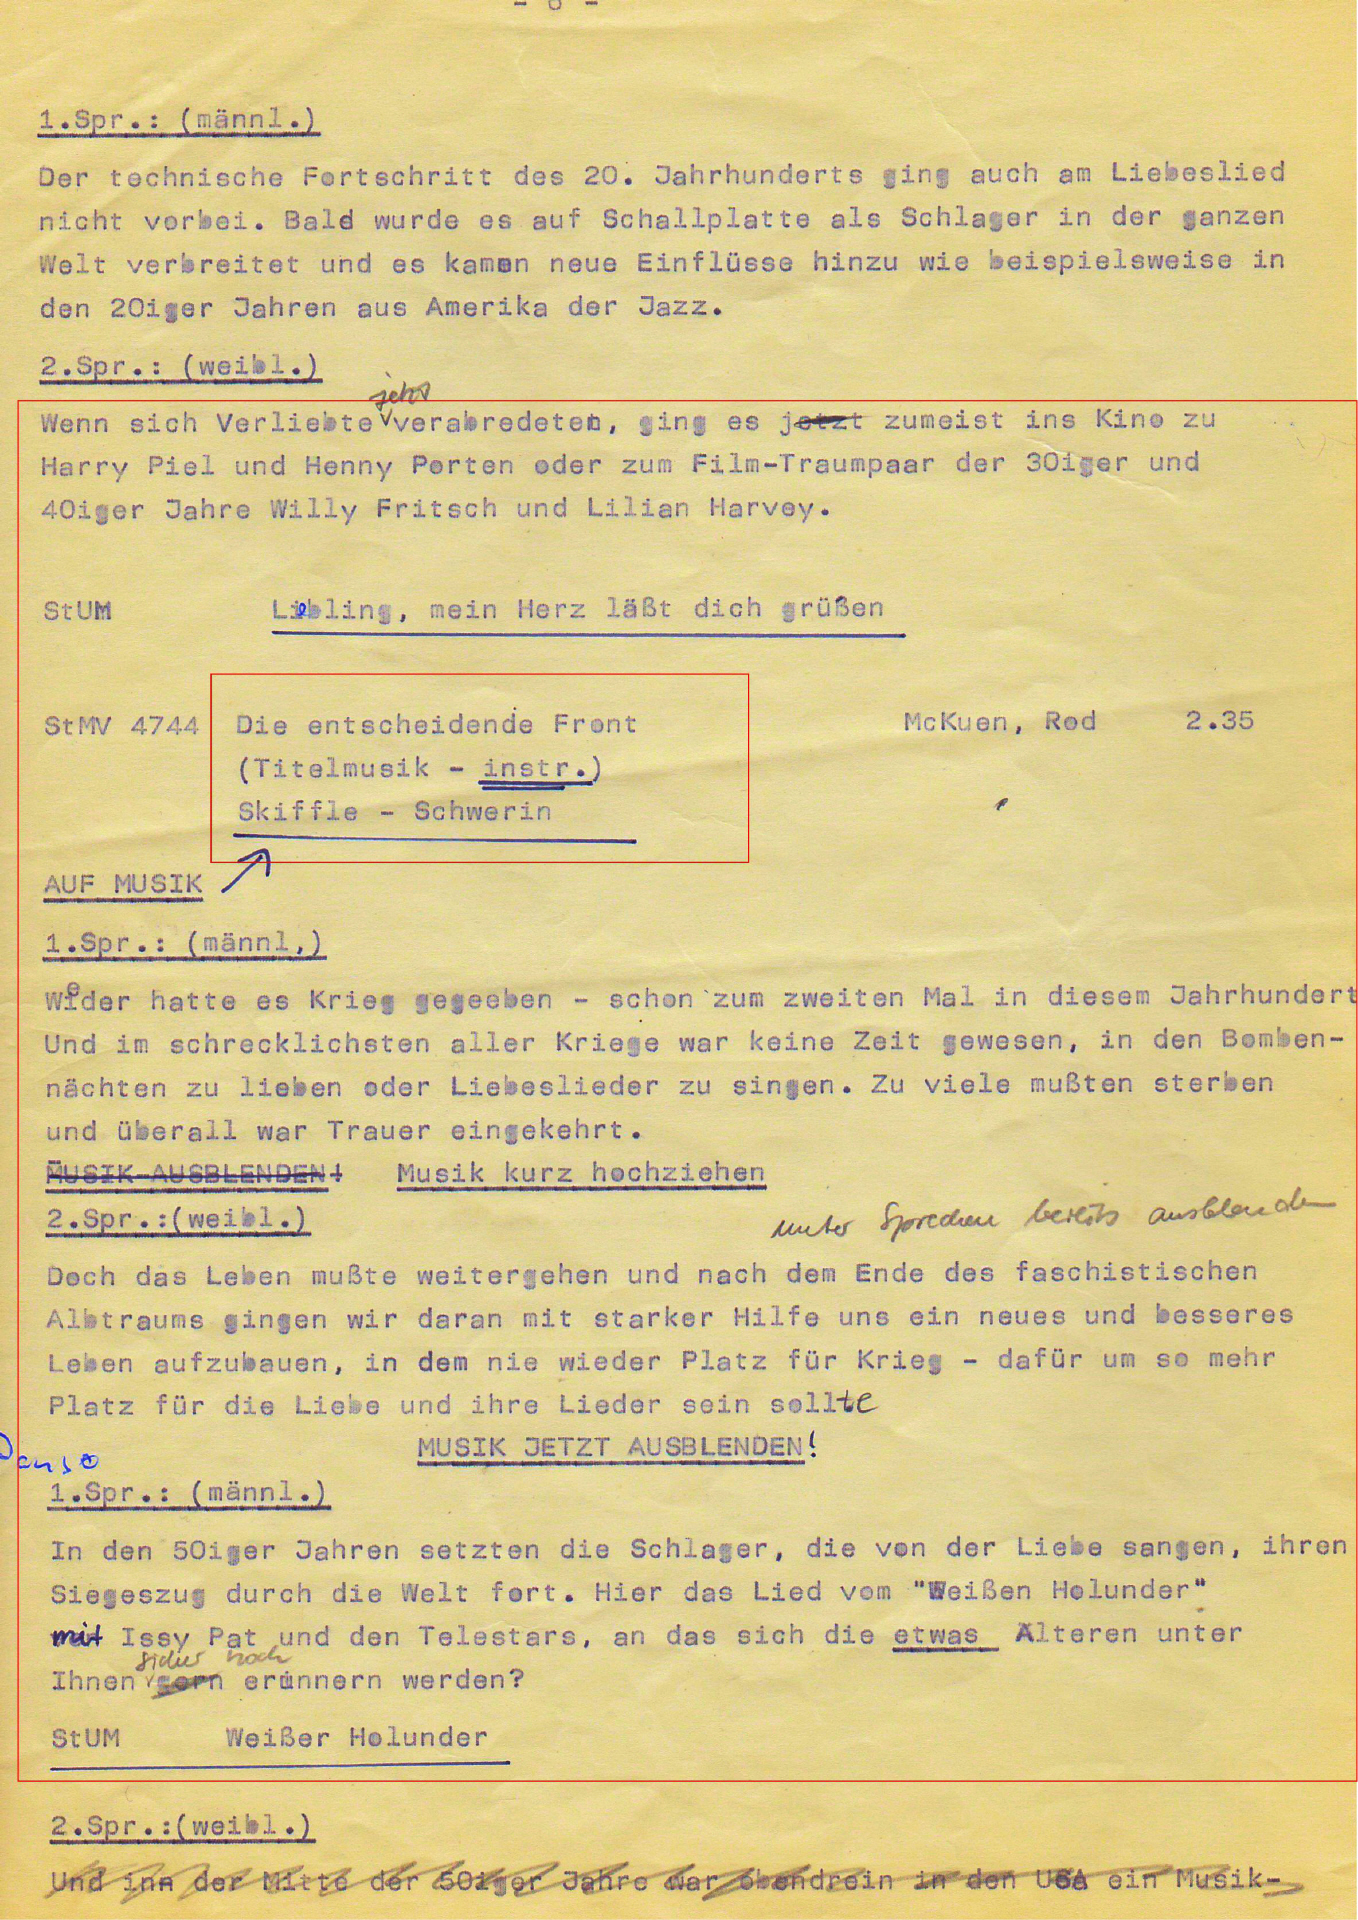 - 6 -
1.Spr.: (männl.)
Der technische Fortschritt des 20. Jahrhunderts ging auch am Liebeslied
nicht vorbei. Bald wurde es auf Schallplatte als Schlager in der ganzen
Welt verbreitet und es kamen neue Einflüsse hinzu wie beispielsweise in
den 20iger Jahren aus Amerika der Jazz.
2.Spr.: (weibl.)
jetzt
Wenn sich Verliebte verabredeten, ging es jetzt zumeist ins Kino zu
Harry Piel und Henny Porten oder zum Film-Traumpaar der 30iger und
40iger Jahre Willy Fritsch und Lilian Harvey.
StUM Liebling, mein Herz läßt dich grüßen
StMV 4744 Die entscheidende Front McKuen, Rod 2.35
(Titelmusik - instr.)
Skiffle - Schwerin
AUF MUSIK
1.Spr.: (männl,)
Wieder hatte es Krieg gegeeben - schon zum zweiten Mal in diesem Jahrhundert
Und im schrecklichsten aller Kriege war keine Zeit gewesen, in den Bomben-
nächten zu lieben oder Liebeslieder zu singen. Zu viele mußten sterben
und überall war Trauer eingekehrt.
MUSIK-AUSBLENDEN! Musik kurz hochziehen
2.Spr.:(weibl.)
unter Sprechen bereits ausblenden
Doch das Leben mußte weitergehen und nach dem Ende des faschistischen
Albtraums gingen wir daran mit starker Hilfe uns ein neues und besseres
Leben aufzubauen, in dem nie wieder Platz für Krieg - dafür um so mehr
Platz für die Liebe und ihre Lieder sein sollte
MUSIK JETZT AUSBLENDEN!
Pause
1.Spr.: (männl.)
In den 50iger Jahren setzten die Schlager, die von der Liebe sangen, ihren
Siegeszug durch die Welt fort. Hier das Lied vom "Weißen Holunder"
mit Issy Pat und den Telestars, an das sich die etwas Älteren unter
sicher noch
Ihnen gern erinnern werden?
StUM Weißer Holunder
2.Spr.:(weibl.)
Und inn der Mitte der 50iger Jahre war obendrein in den USA ein Musik-